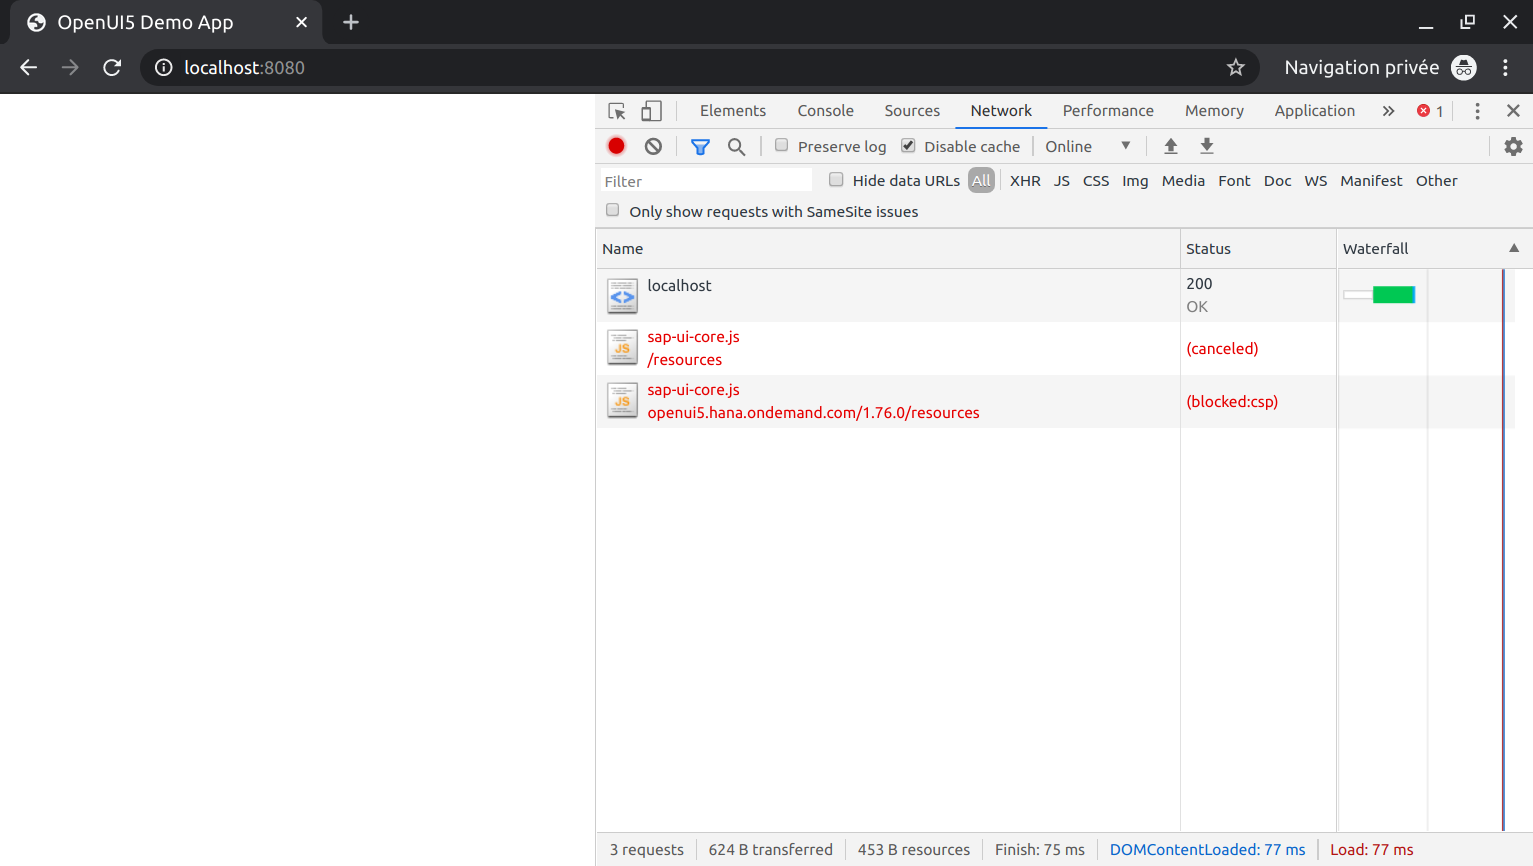 OpenUI5 Demo App
localhost:8080
Navigation privée
Elements Console Sources Network Performance Memory Application 1
Preserve log Disable cache Online
Filter Hide data URLs All XHR JS CSS Img Media Font Doc WS Manifest Other
Only show requests with SameSite issues
Name Status Waterfall
localhost 200
OK
JS sap-ui-core.js
/resources (canceled)
JS sap-ui-core.js
openui5.hana.ondemand.com/1.76.0/resources (blocked:csp)
3 requests 624 B transferred 453 B resources Finish: 75 ms DOMContentLoaded: 77 ms Load: 77 ms